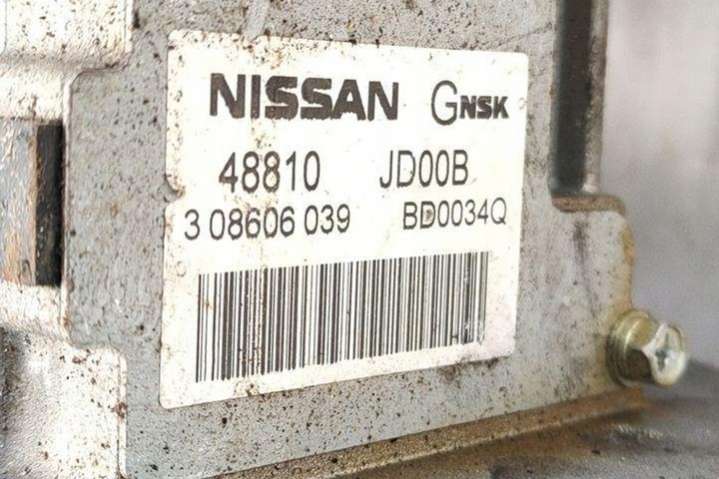 NISSAN GNSK
48810 JD00B
3 08606 039 BD0034Q